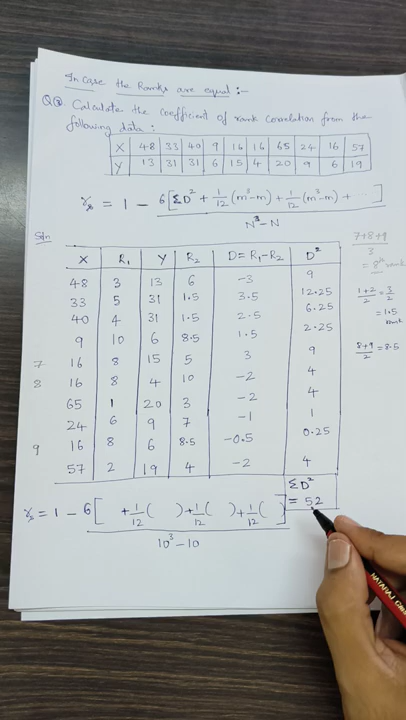 In case the Ranks are equal :-
Q② Calculate the coefficient of rank correlation from the
following data :
X 48 33 40 9 16 16 65 24 16 57
Y 13 31 31 6 15 4 20 9 6 19
r_s = 1 - 6[ΣD² + 1/12(m³-m) + 1/12(m³-m) + ...] / N³-N
Soln
X R₁ Y R₂ D=R₁-R₂ D²
48 3 13 6 -3 9
33 5 31 1.5 3.5 12.25
40 4 31 1.5 2.5 6.25
9 10 6 8.5 1.5 2.25
7 16 8 15 5 3 9
8 16 8 4 10 -2 4
65 1 20 3 -2 4
24 6 9 7 -1 1
9 16 8 6 8.5 -0.5 0.25
57 2 19 4 -2 4
ΣD²
= 52
7+8+9 / 3
= 8th rank
1+2 / 2 = 3/2
= 1.5
rank
8+9 / 2 = 8.5
r_s = 1 - 6[ + 1/12( ) + 1/12( ) + 1/12( )] / 10³-10
NATARAJ